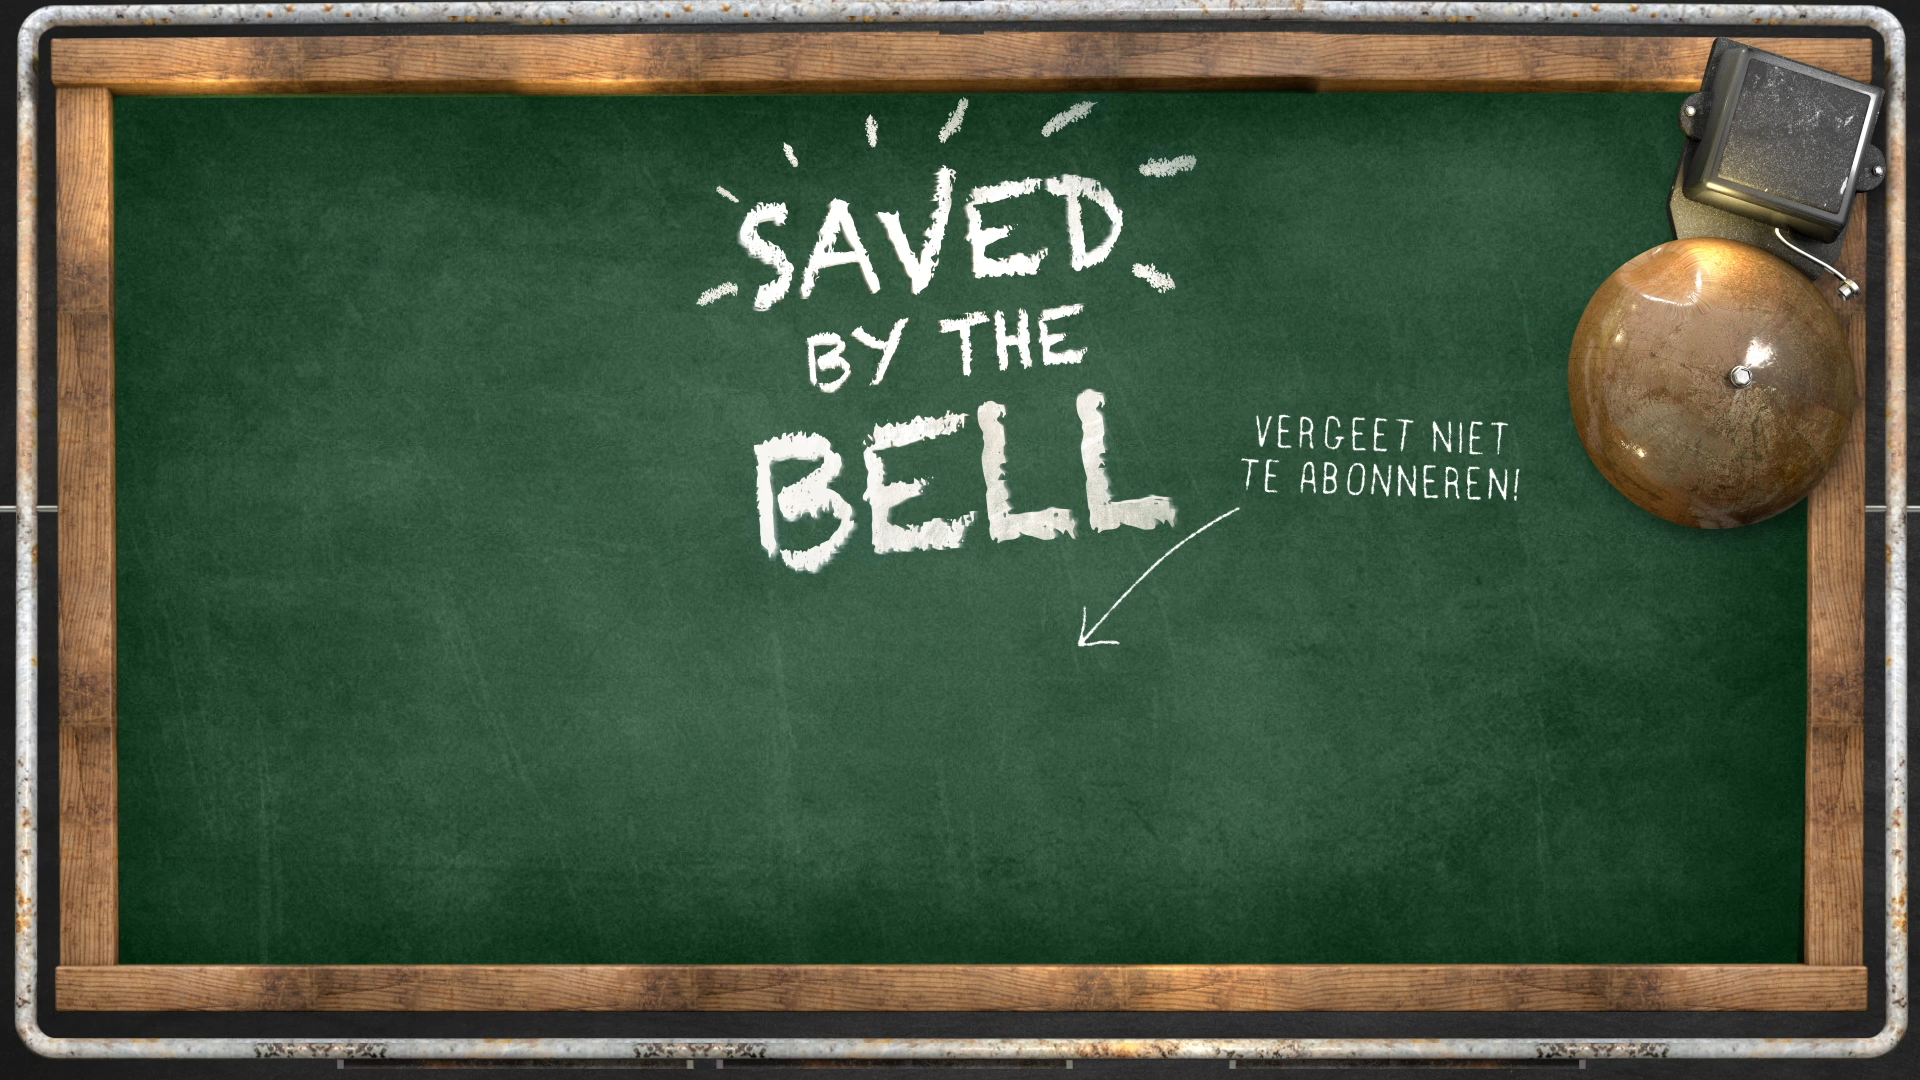 SAVED
BY THE
BELL
VERGEET NIET
TE ABONNEREN!